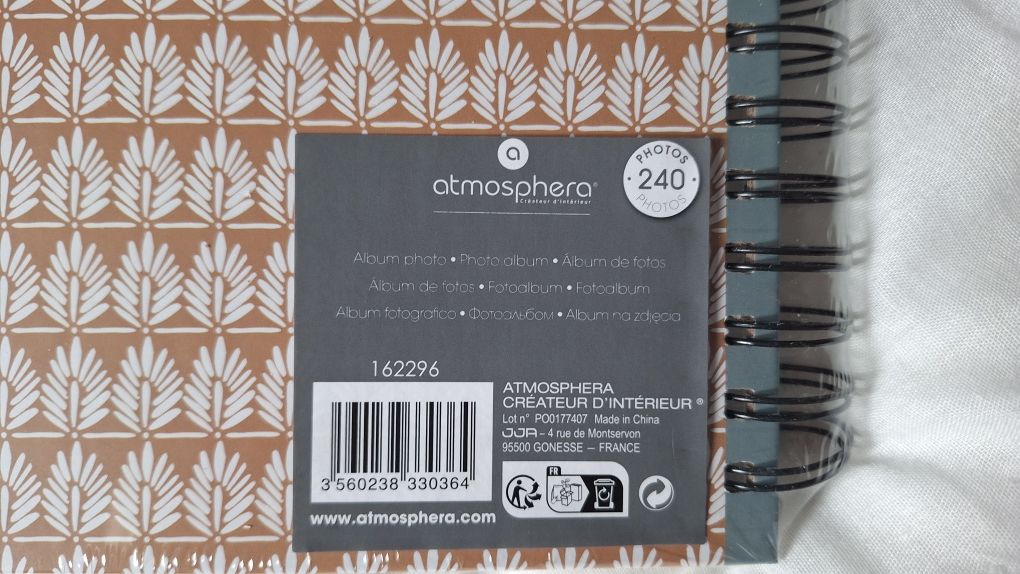 a
atmosphera®
Créateur d'intérieur
PHOTOS
240
PHOTOS
Album photo • Photo album • Álbum de fotos
Álbum de fotos • Fotoalbum • Fotoalbum
Album fotografico • Фотоальбом • Album na zdjęcia
162296
3 560238 330364
www.atmosphera.com
ATMOSPHERA
CRÉATEUR D'INTÉRIEUR ®
Lot n° PO0177407 Made in China
JJA – 4 rue de Montservon
95500 GONESSE – FRANCE
FR